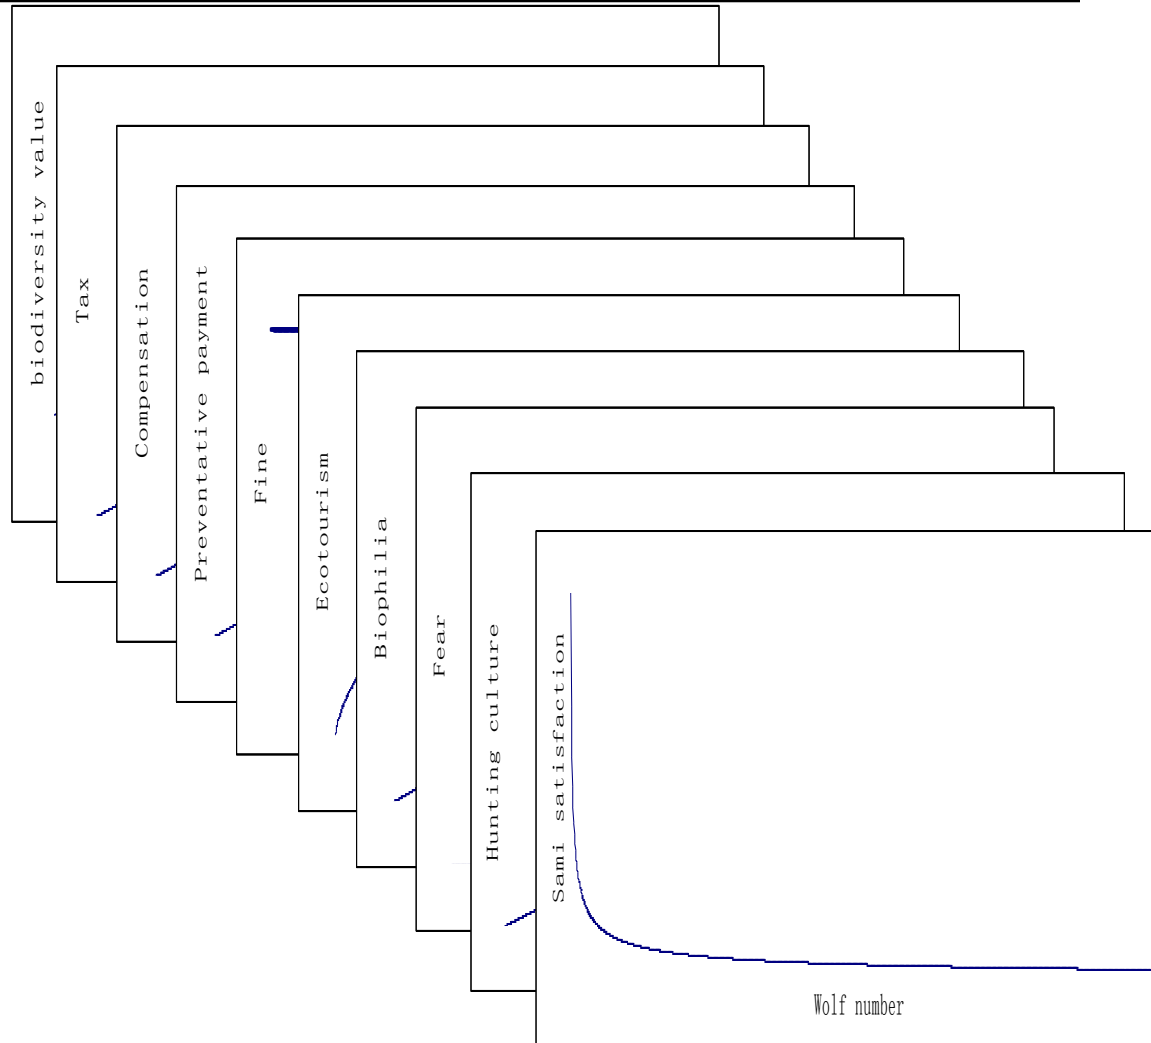 biodiversity value
Tax
Compensation
Preventative payment
Fine
Ecotourism
Biophilia
Fear
Hunting culture
Sami satisfaction
Wolf number